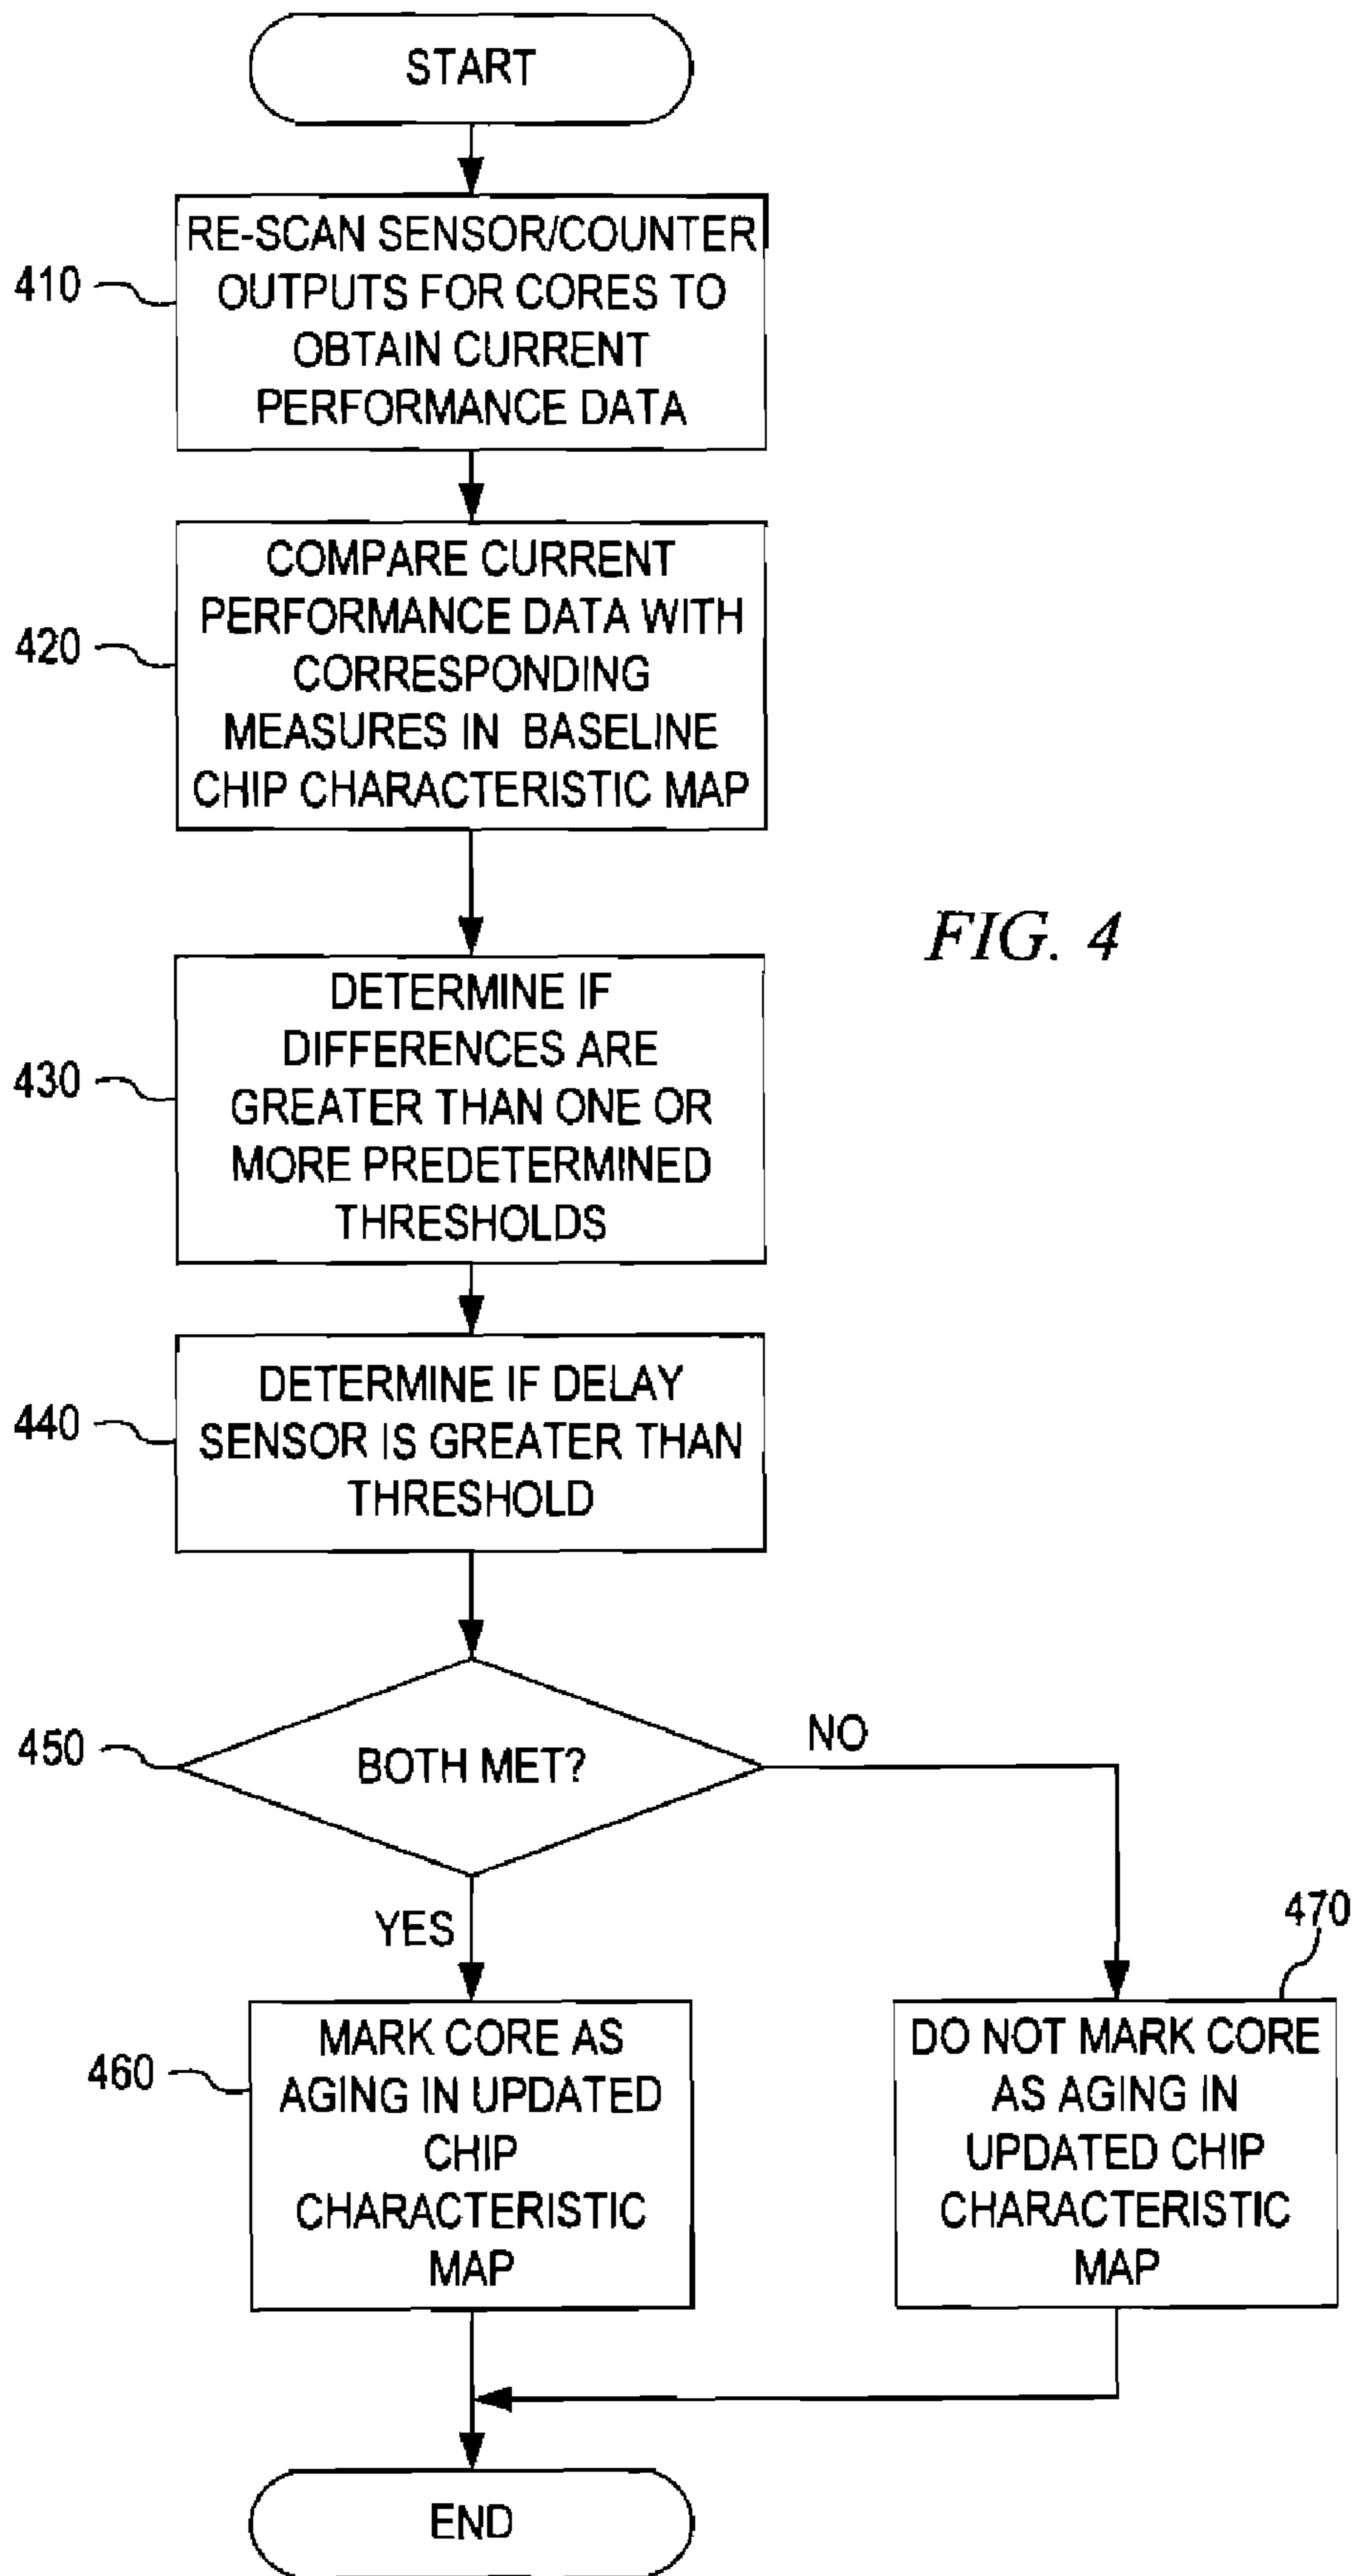 START
410
RE-SCAN SENSOR/COUNTER
OUTPUTS FOR CORES TO
OBTAIN CURRENT
PERFORMANCE DATA
420
COMPARE CURRENT
PERFORMANCE DATA WITH
CORRESPONDING
MEASURES IN BASELINE
CHIP CHARACTERISTIC MAP
FIG. 4
430
DETERMINE IF
DIFFERENCES ARE
GREATER THAN ONE OR
MORE PREDETERMINED
THRESHOLDS
440
DETERMINE IF DELAY
SENSOR IS GREATER THAN
THRESHOLD
450
BOTH MET?
NO
YES
460
MARK CORE AS
AGING IN UPDATED
CHIP
CHARACTERISTIC
MAP
470
DO NOT MARK CORE
AS AGING IN
UPDATED CHIP
CHARACTERISTIC
MAP
END